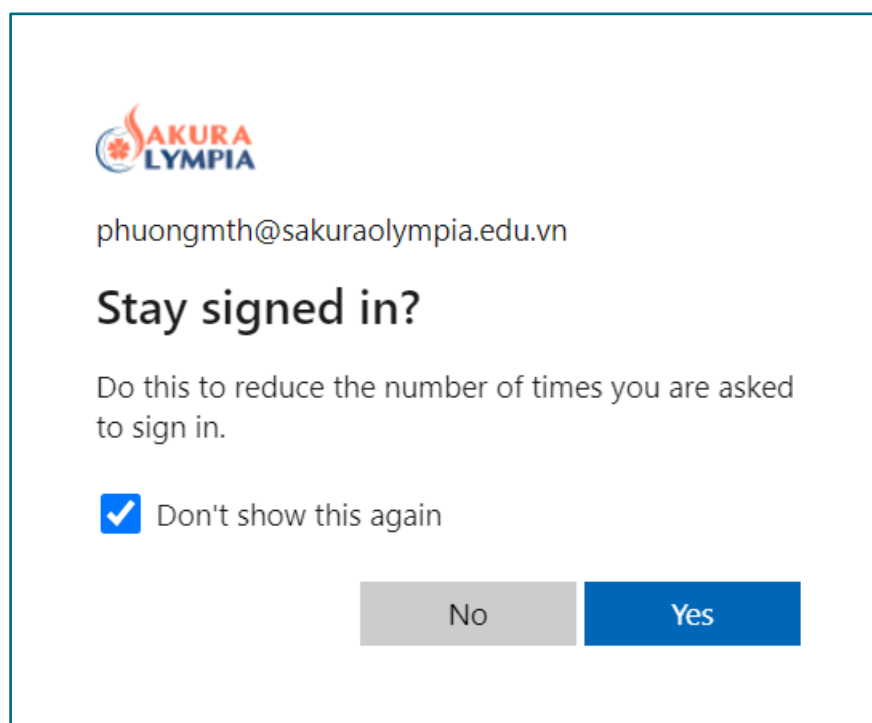 SAKURA
OLYMPIA
phuongmth@sakuraolympia.edu.vn
Stay signed in?
Do this to reduce the number of times you are asked
to sign in.
Don't show this again
No
Yes